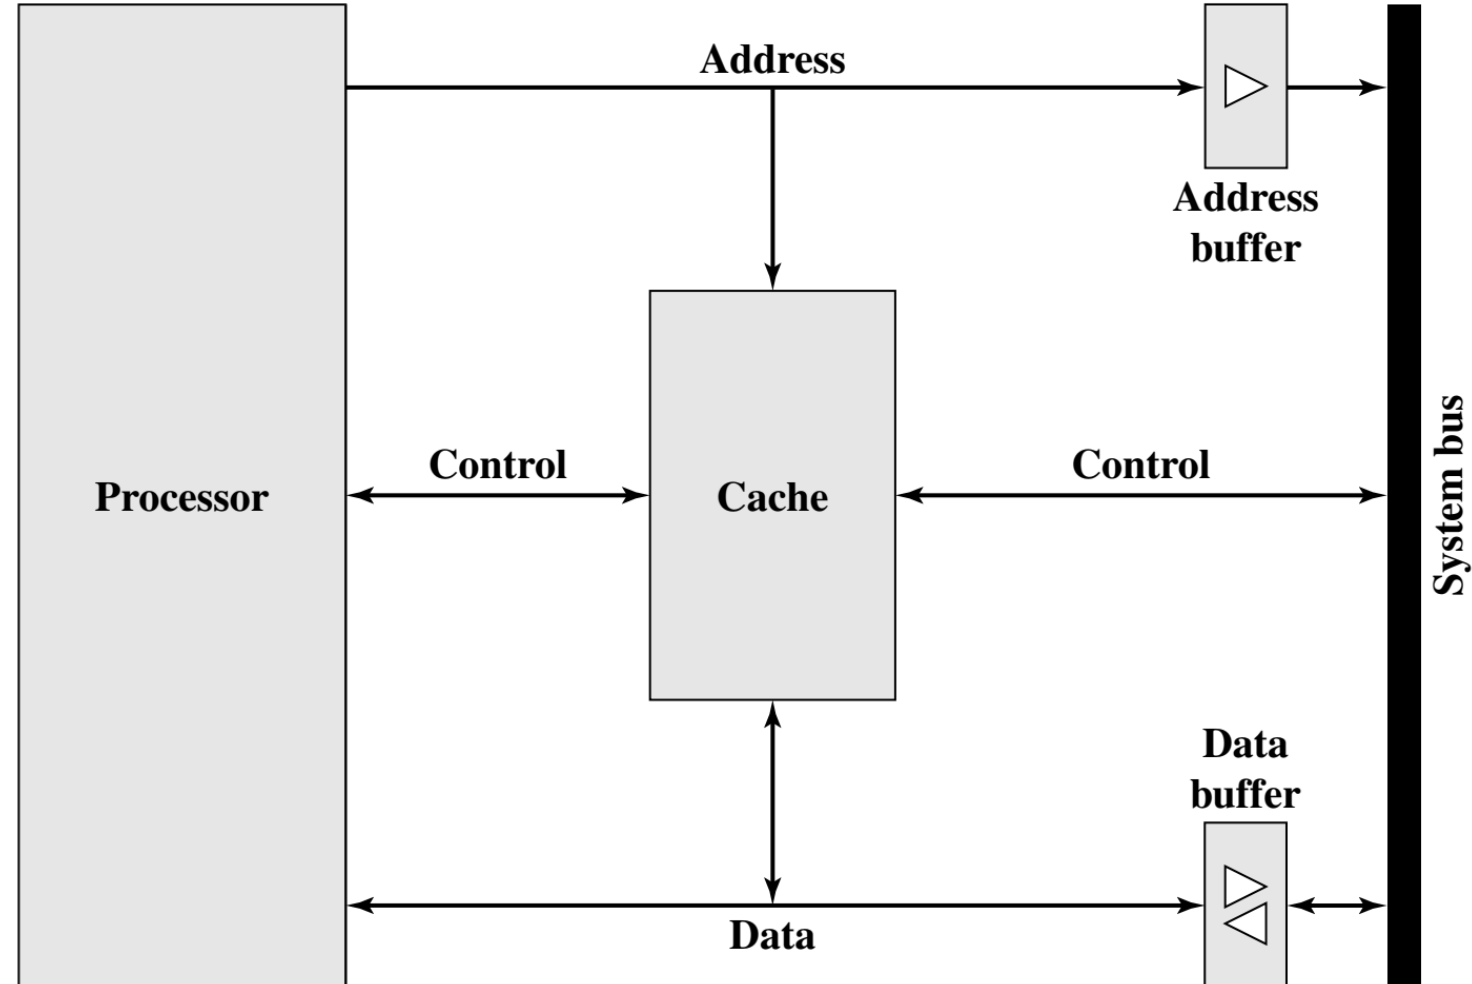 Address
Address
buffer
Control
Control
Processor
Cache
System bus
Data
buffer
Data